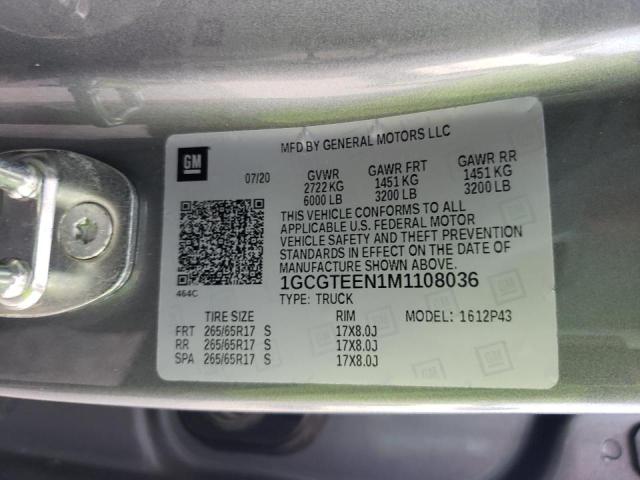 MFD BY GENERAL MOTORS LLC
GM
07/20 GVWR GAWR FRT GAWR RR
2722 KG 1451 KG 1451 KG
6000 LB 3200 LB 3200 LB
THIS VEHICLE CONFORMS TO ALL
APPLICABLE U.S. FEDERAL MOTOR
VEHICLE SAFETY AND THEFT PREVENTION
STANDARDS IN EFFECT ON THE DATE OF
MANUFACTURE SHOWN ABOVE.
464C
1GCGTEEN1M1108036
TYPE: TRUCK
TIRE SIZE RIM MODEL: 1612P43
FRT 265/65R17 S 17X8.0J
RR 265/65R17 S 17X8.0J
SPA 265/65R17 S 17X8.0J